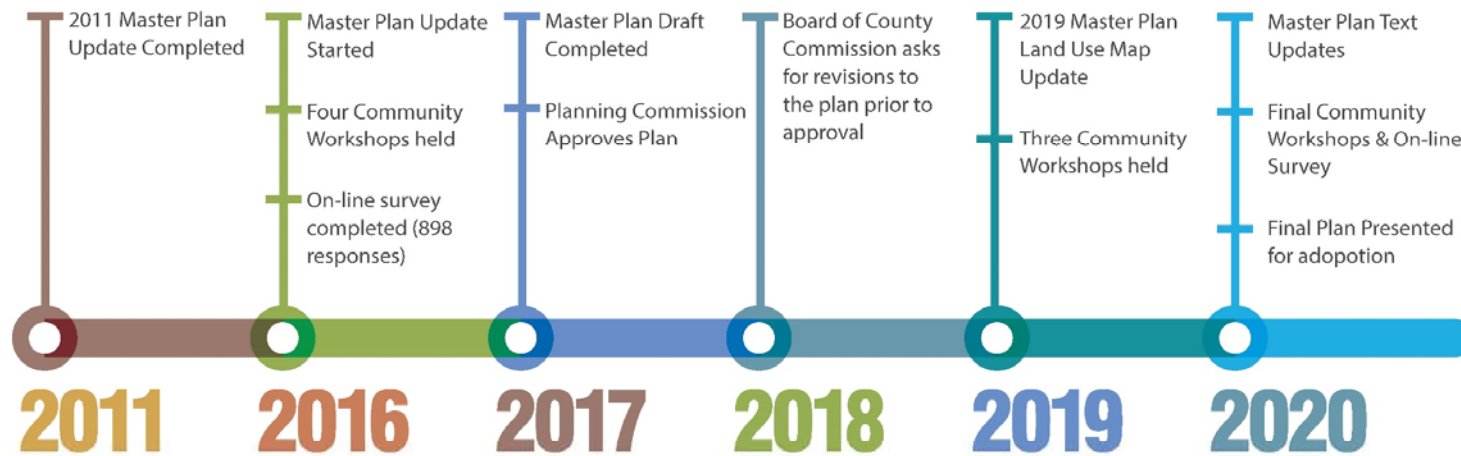 2011 Master Plan
Update Completed
Master Plan Update
Started
Four Community
Workshops held
On-line survey
completed (898
responses)
Master Plan Draft
Completed
Planning Commission
Approves Plan
Board of County
Commission asks
for revisions to
the plan prior to
approval
2019 Master Plan
Land Use Map
Update
Three Community
Workshops held
Master Plan Text
Updates
Final Community
Workshops & On-line
Survey
Final Plan Presented
for adopotion
2011
2016
2017
2018
2019
2020